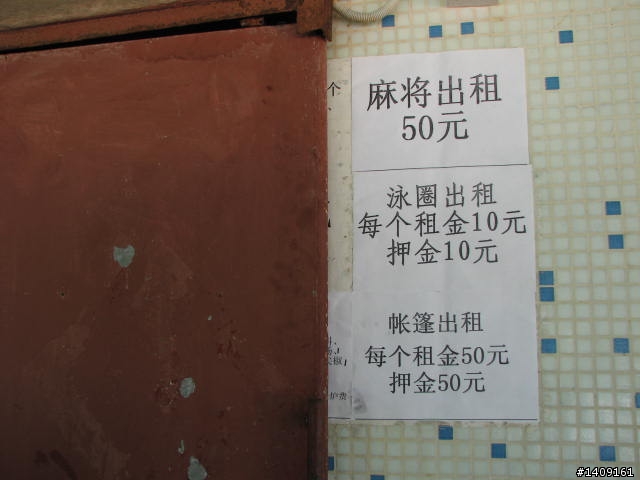 麻将出租
50元
泳圈出租
每个租金10元
押金10元
帐篷出租
每个租金50元
押金50元
#1409161